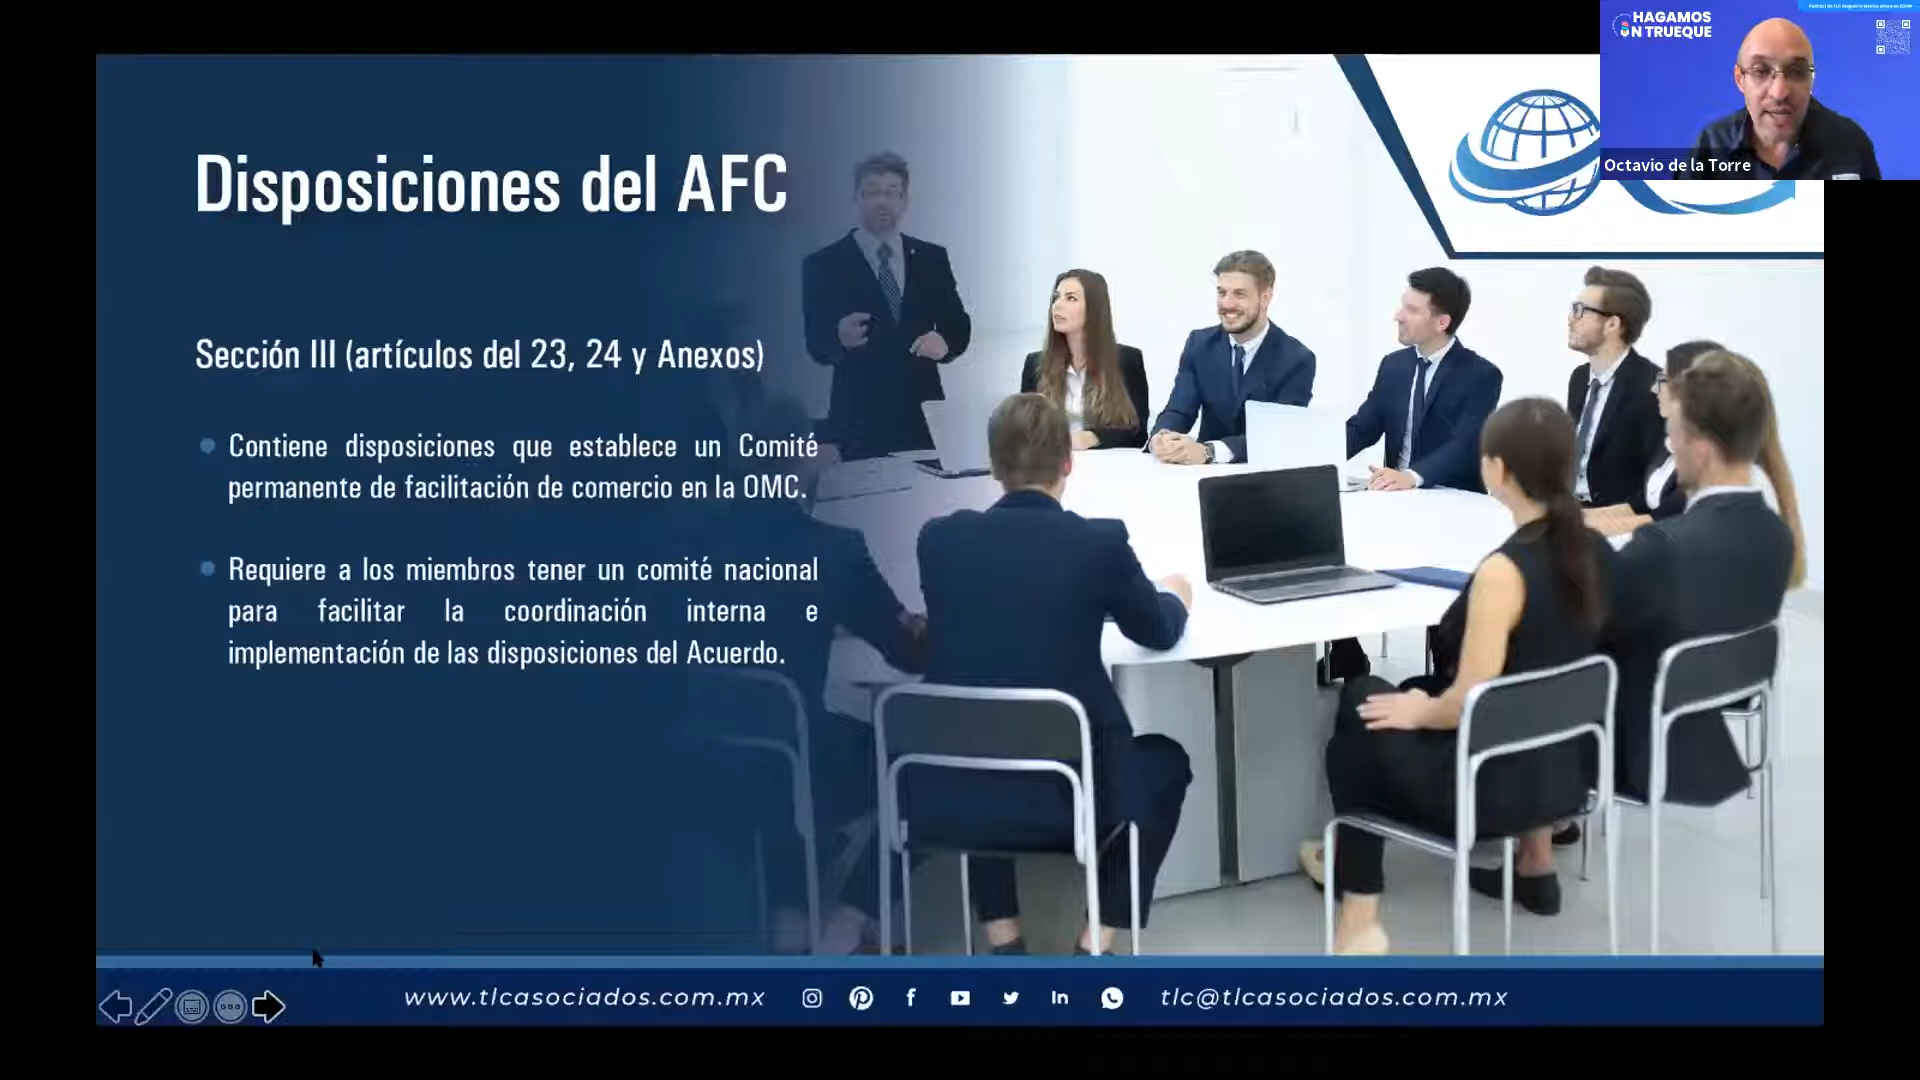 HAGAMOS
UN TRUEQUE
Octavio de la Torre
Disposiciones del AFC
Sección III (artículos del 23, 24 y Anexos)
Contiene disposiciones que establece un Comité
permanente de facilitación de comercio en la OMC.
Requiere a los miembros tener un comité nacional
para facilitar la coordinación interna e
implementación de las disposiciones del Acuerdo.
www.tlcasociados.com.mx
tlc@tlcasociados.com.mx